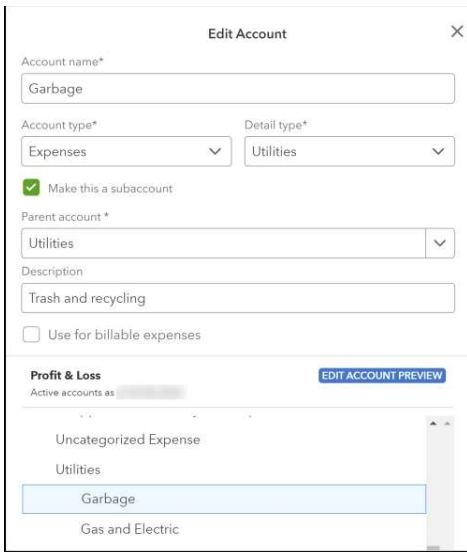 Edit Account
Account name*
Garbage
Account type* Detail type*
Expenses Utilities
Make this a subaccount
Parent account *
Utilities
Description
Trash and recycling
Use for billable expenses
Profit & Loss EDIT ACCOUNT PREVIEW
Active accounts as
Uncategorized Expense
Utilities
Garbage
Gas and Electric